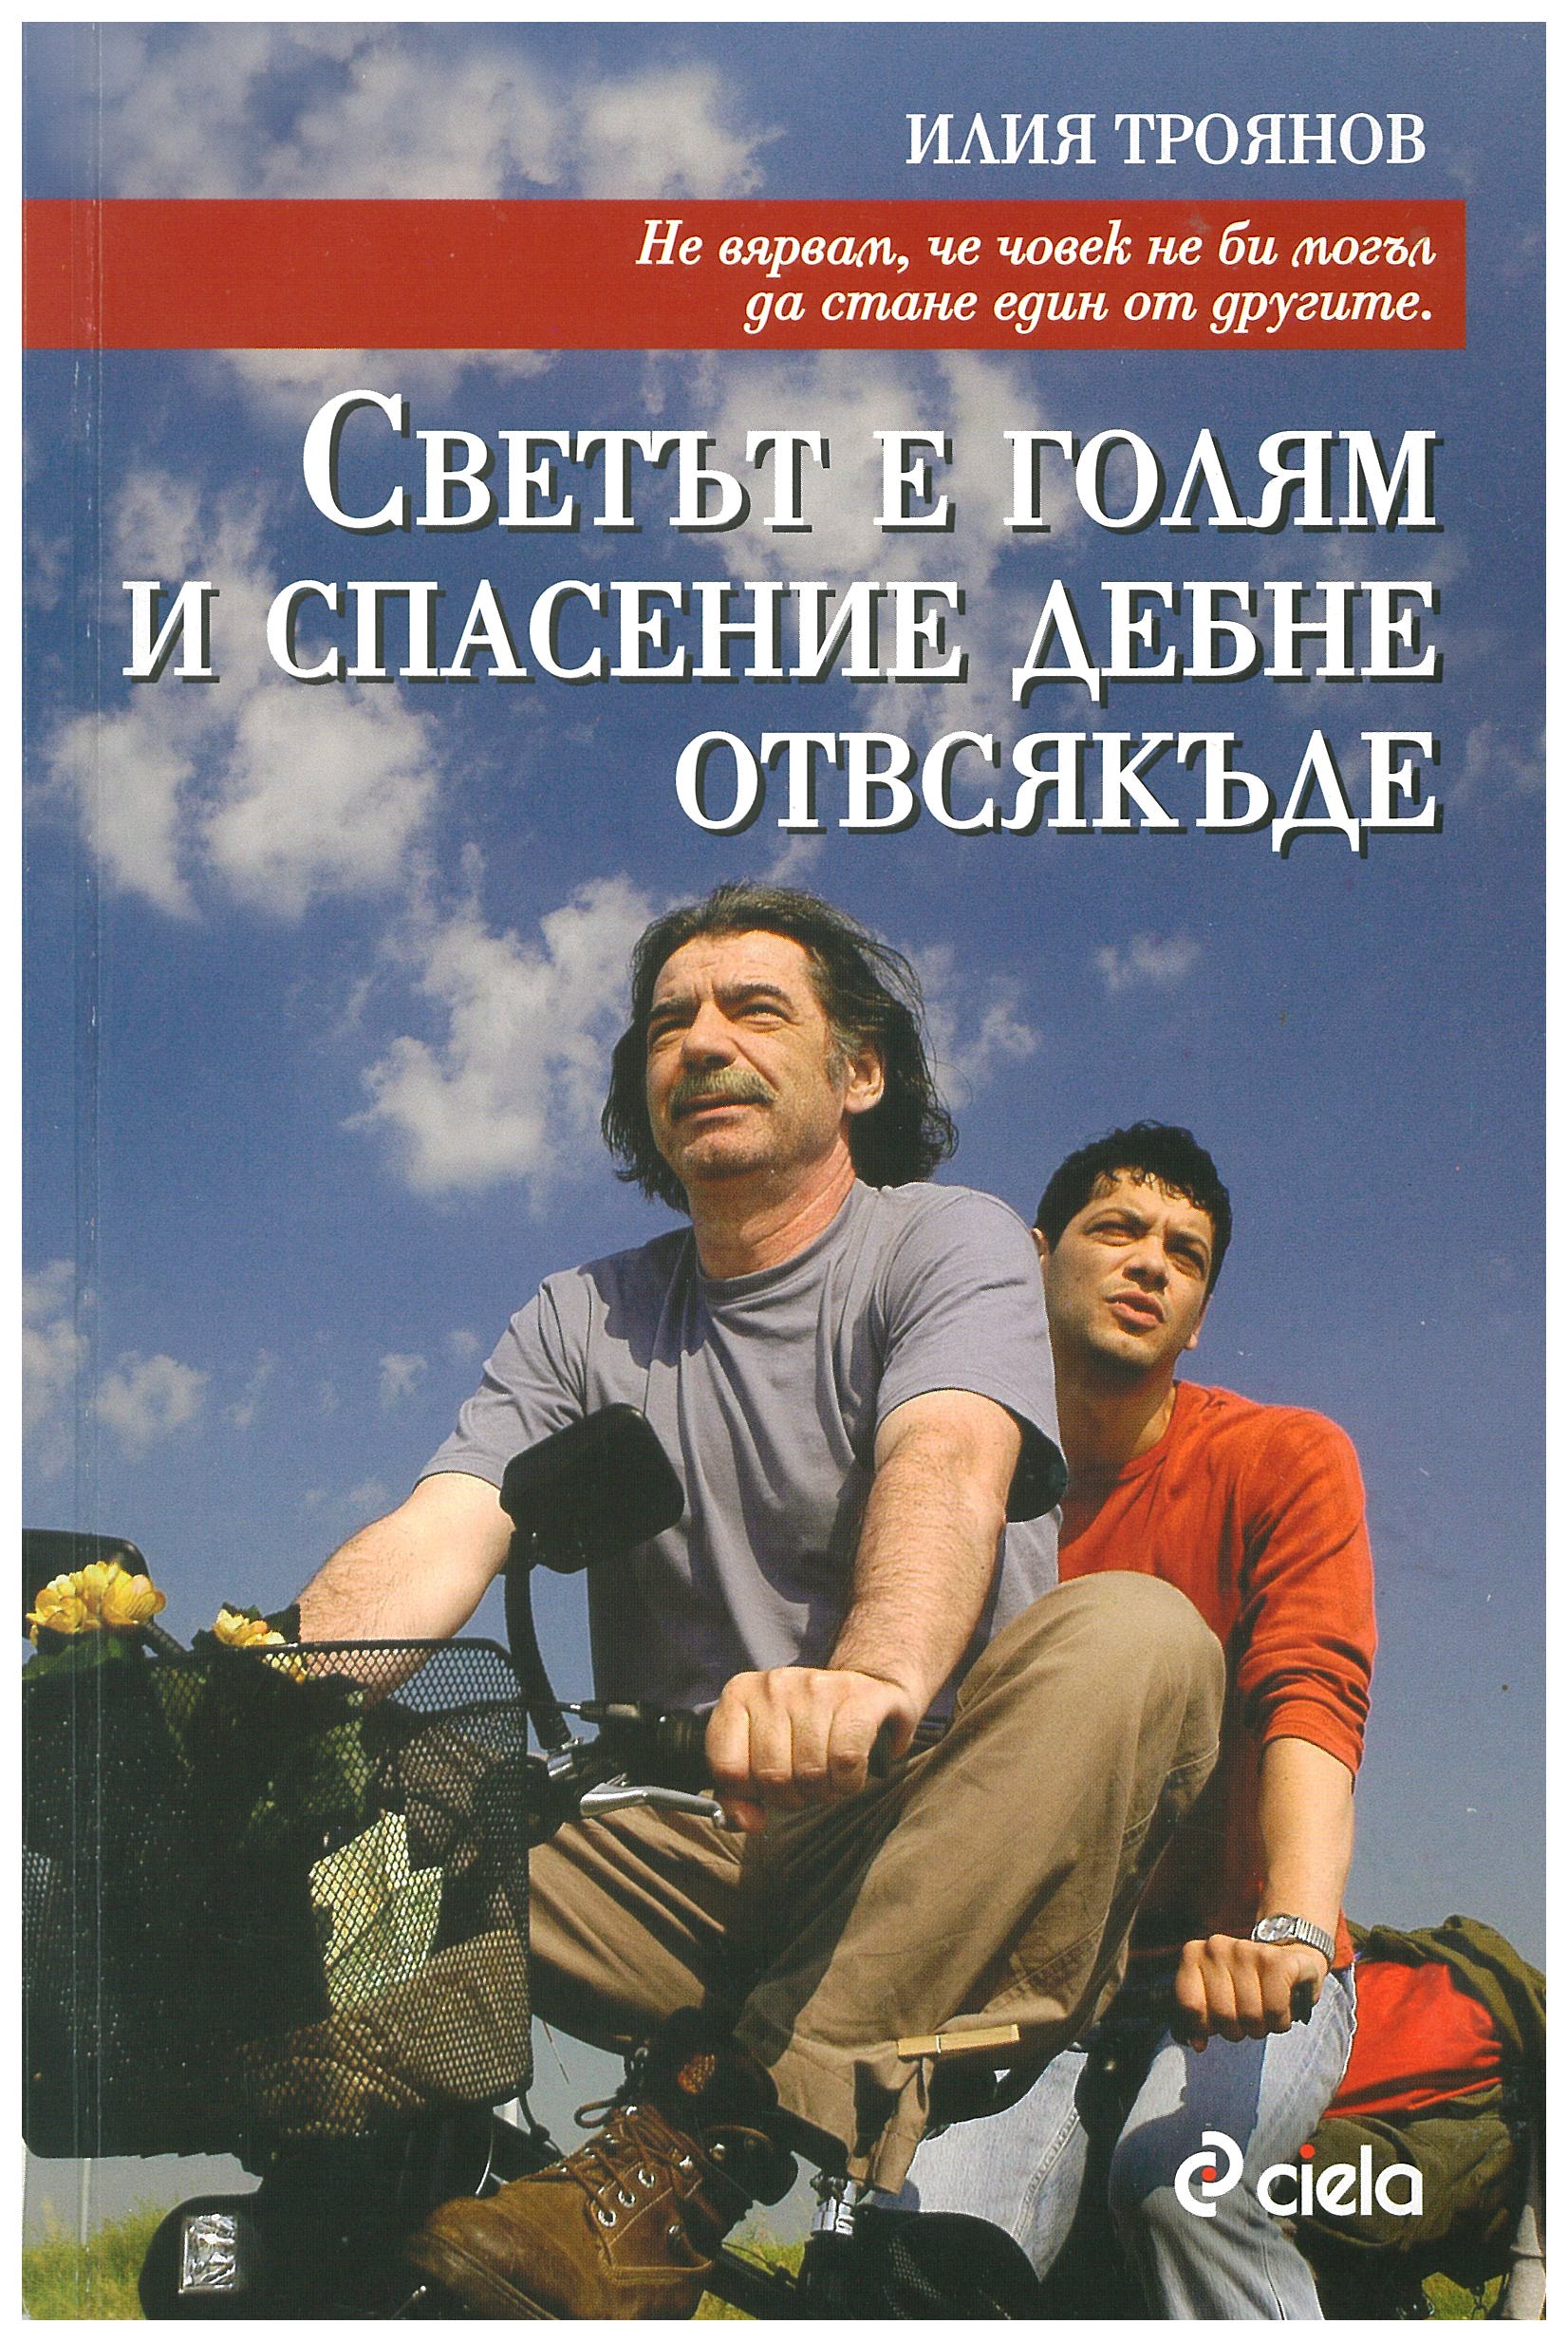 ИЛИЯ ТРОЯНОВ
Не вярвам, че човек не би могъл
да стане един от другите.
СВЕТЪТ Е ГОЛЯМ
И СПАСЕНИЕ ДЕБНЕ
ОТВСЯКЪДЕ
ciela